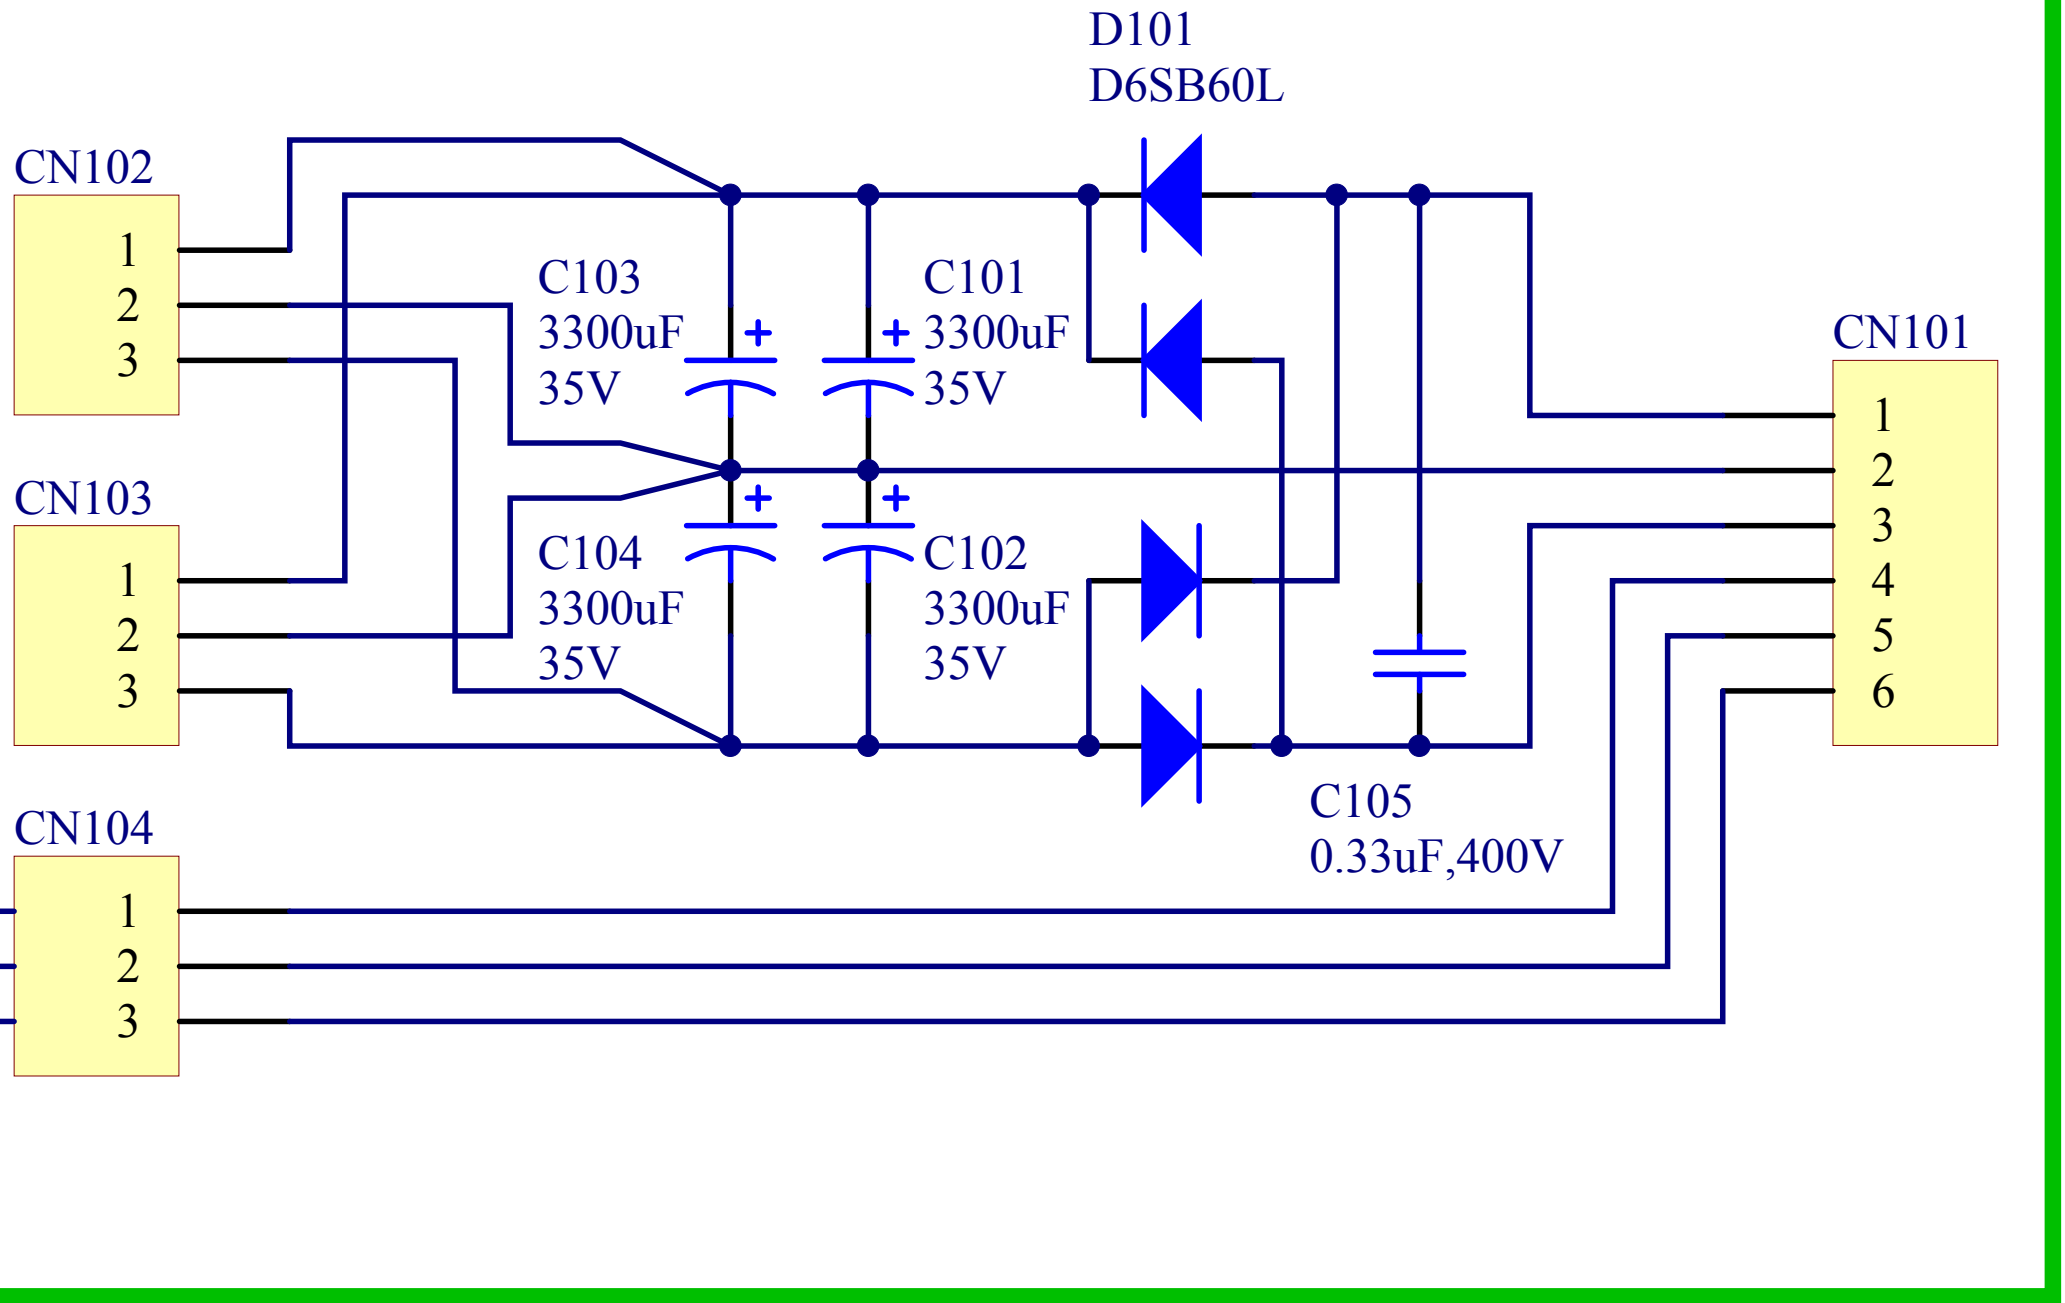 D101
D6SB60L
CN102
1
2
3
C103
3300uF
35V
+
C101
3300uF
35V
+
CN101
1
2
3
4
5
6
CN103
1
2
3
C104
3300uF
35V
+
C102
3300uF
35V
+
C105
0.33uF,400V
CN104
1
2
3